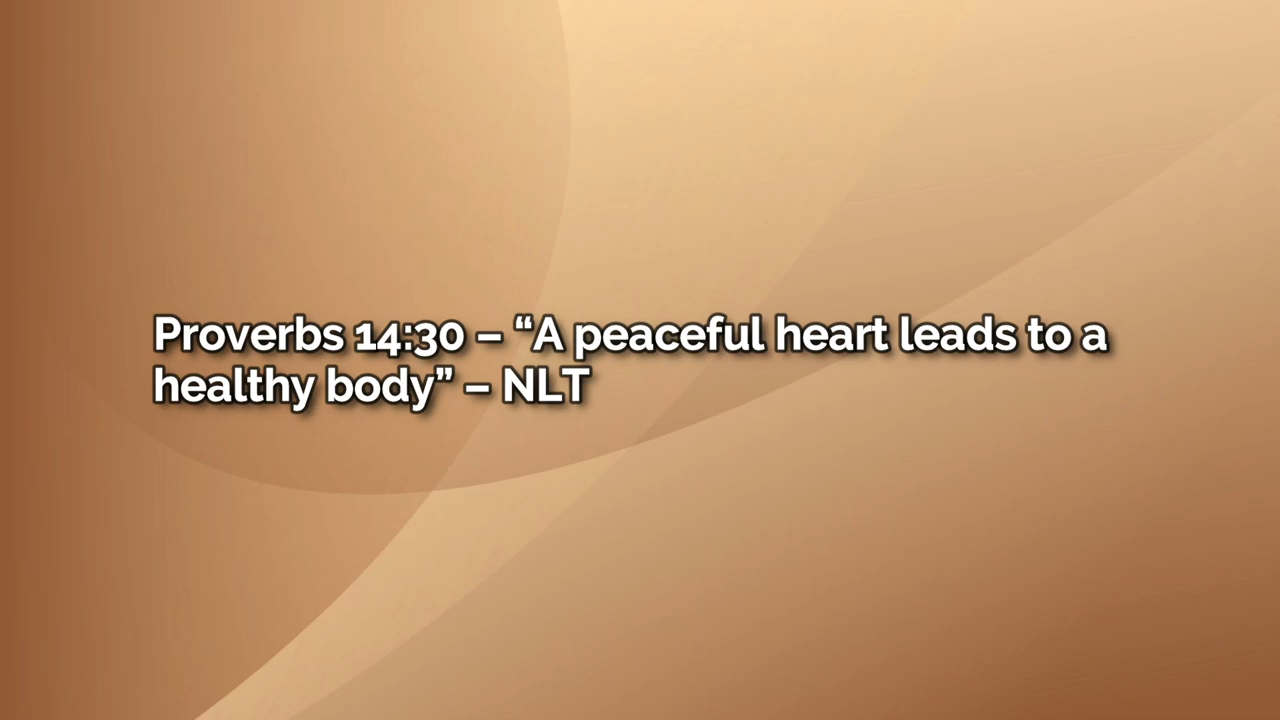 Proverbs 14:30 – “A peaceful heart leads to a
healthy body” – NLT